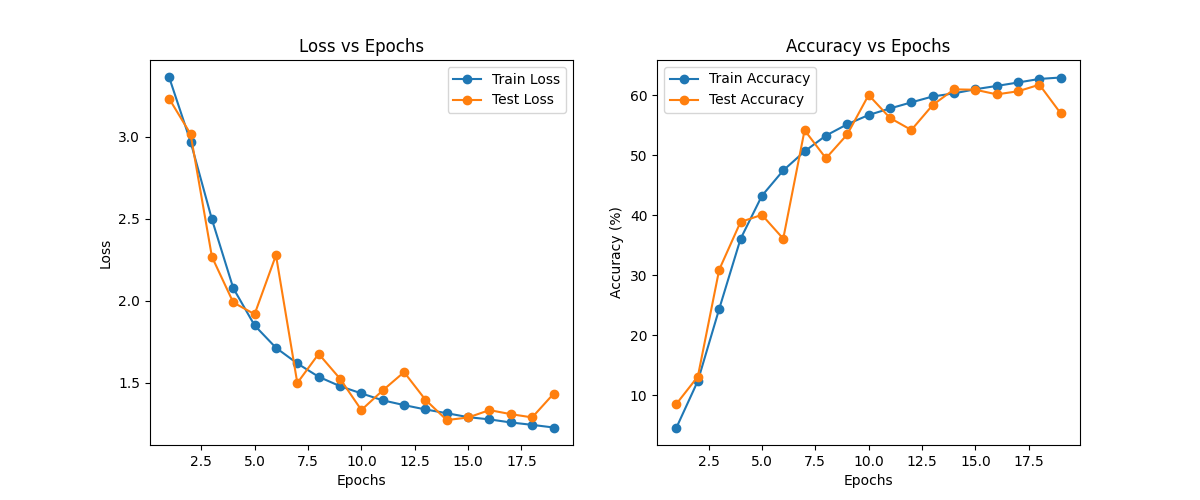 Loss vs Epochs
Train Loss
Test Loss
3.0
2.5
2.0
1.5
Loss
2.5 5.0 7.5 10.0 12.5 15.0 17.5
Epochs
Accuracy vs Epochs
Train Accuracy
Test Accuracy
60
50
40
30
20
10
Accuracy (%)
2.5 5.0 7.5 10.0 12.5 15.0 17.5
Epochs